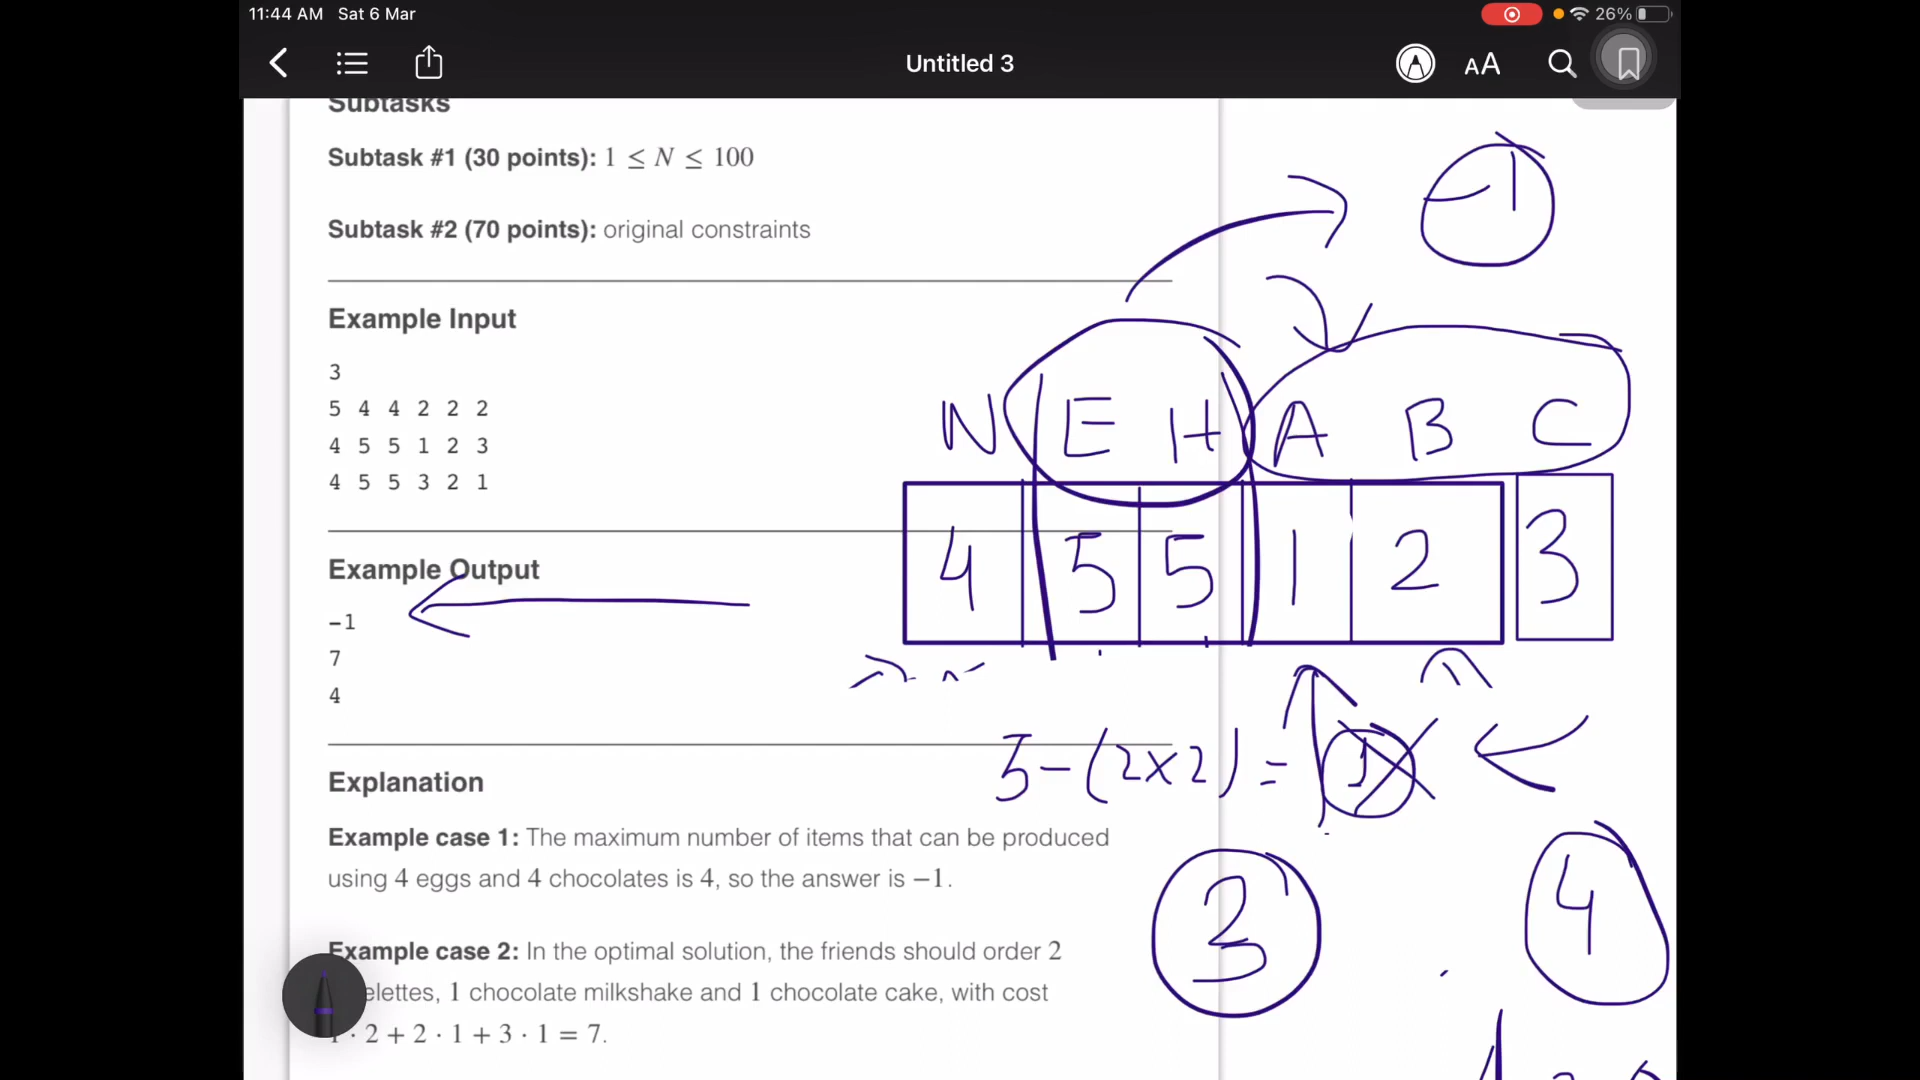 11:44 AM Sat 6 Mar
26%
Untitled 3
AA
Subtasks
Subtask #1 (30 points): 1 ≤ N ≤ 100
Subtask #2 (70 points): original constraints
Example Input
3
5 4 4 2 2 2
4 5 5 1 2 3
4 5 5 3 2 1
Example Output
-1
7
4
Explanation
Example case 1: The maximum number of items that can be produced
using 4 eggs and 4 chocolates is 4, so the answer is −1.
Example case 2: In the optimal solution, the friends should order 2
elettes, 1 chocolate milkshake and 1 chocolate cake, with cost
· 2 + 2 · 1 + 3 · 1 = 7.
-1
N E H A B C
4 5 5 1 2 3
5-(2x2) = 1
3
4